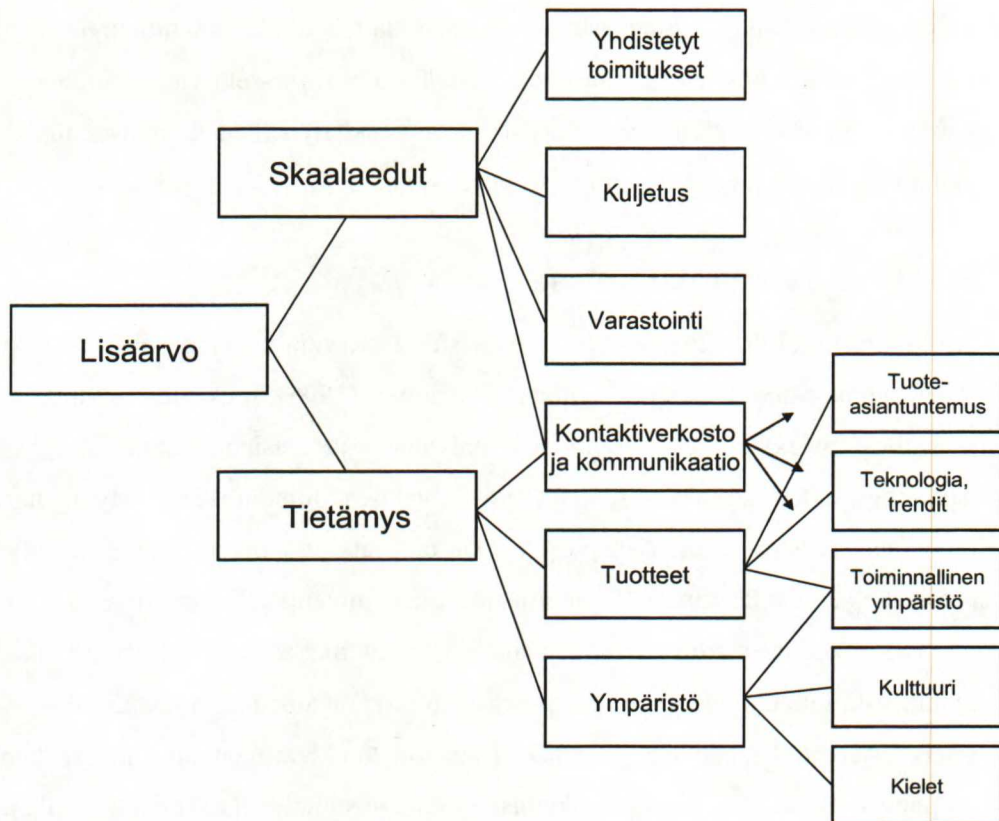 Yhdistetyt
toimitukset
Skaalaedut
Kuljetus
Varastointi
Lisäarvo
Tuote-
asiantuntemus
Kontaktiverkosto
ja kommunikaatio
Teknologia,
trendit
Tietämys
Tuotteet
Toiminnallinen
ympäristö
Ympäristö
Kulttuuri
Kielet